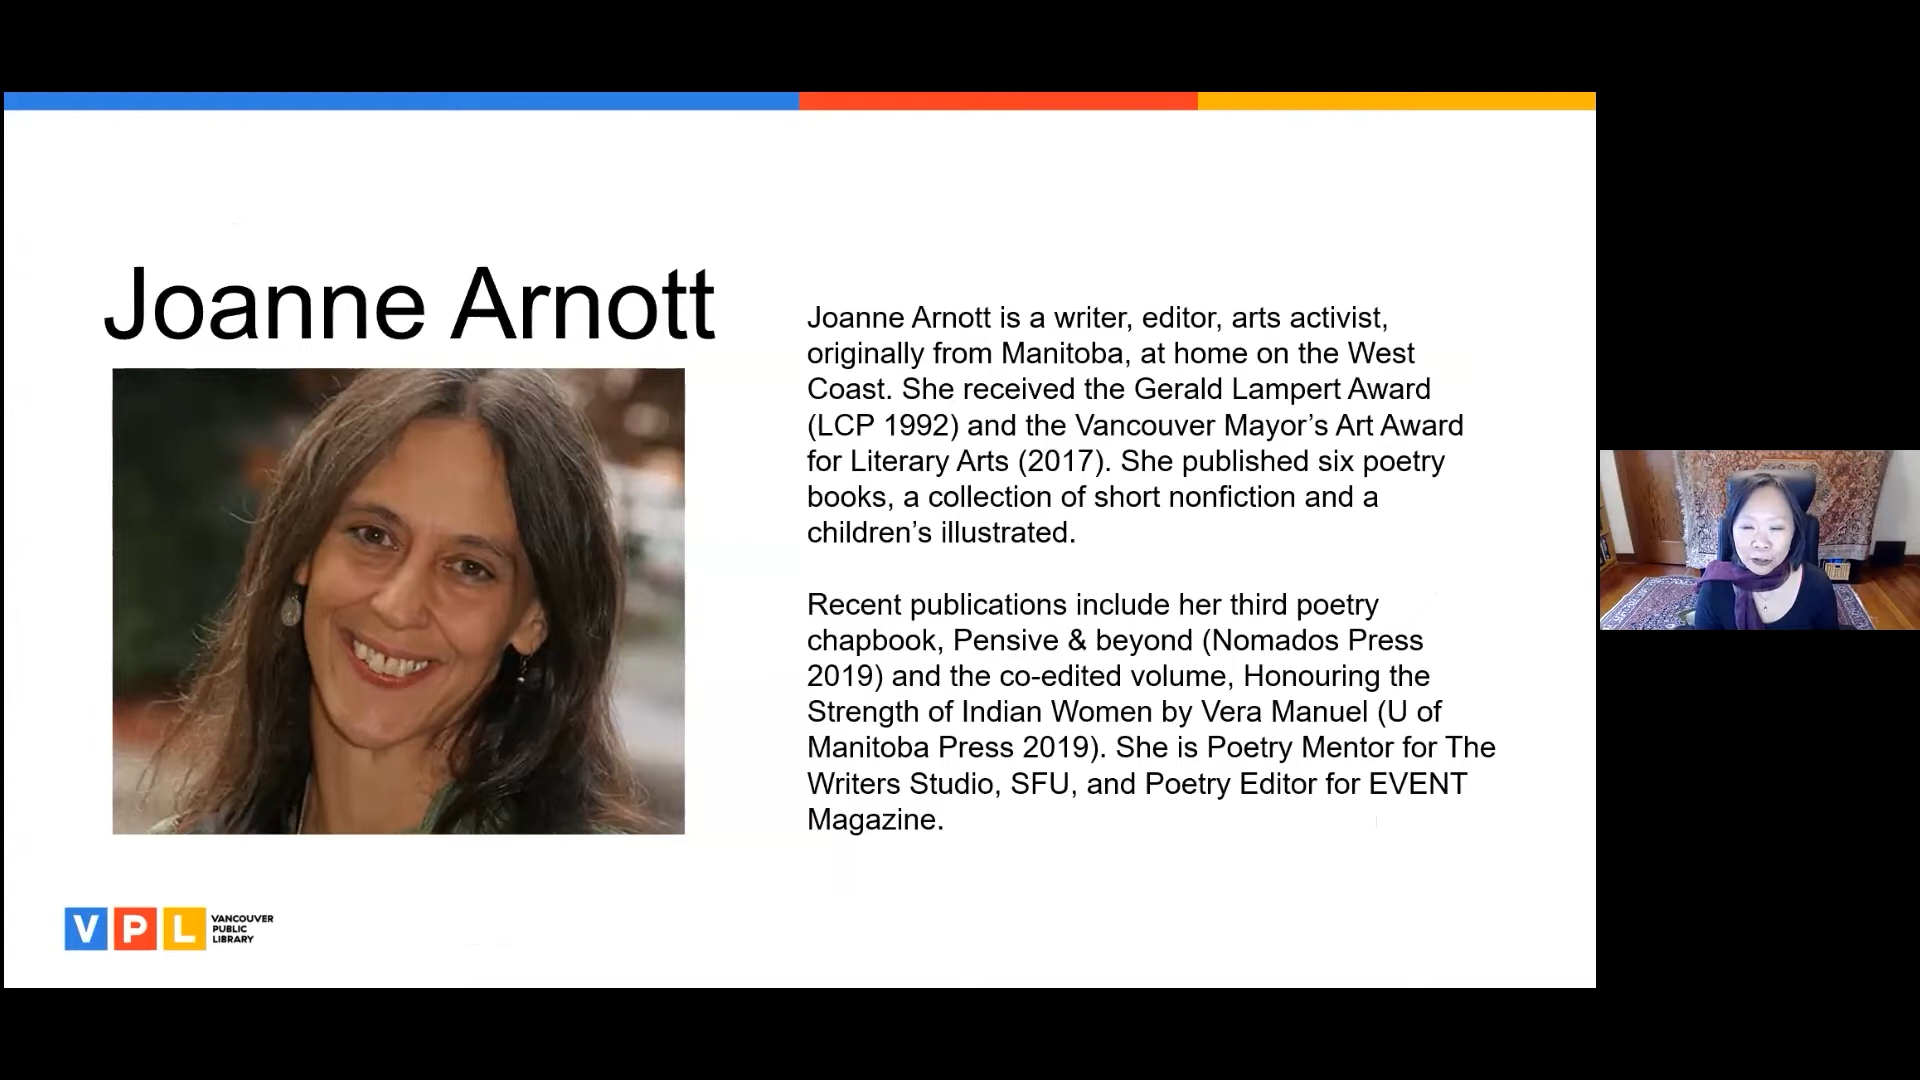 Joanne Arnott
Joanne Arnott is a writer, editor, arts activist,
originally from Manitoba, at home on the West
Coast. She received the Gerald Lampert Award
(LCP 1992) and the Vancouver Mayor’s Art Award
for Literary Arts (2017). She published six poetry
books, a collection of short nonfiction and a
children’s illustrated.
Recent publications include her third poetry
chapbook, Pensive & beyond (Nomados Press
2019) and the co-edited volume, Honouring the
Strength of Indian Women by Vera Manuel (U of
Manitoba Press 2019). She is Poetry Mentor for The
Writers Studio, SFU, and Poetry Editor for EVENT
Magazine.
VPL
VANCOUVER
PUBLIC
LIBRARY